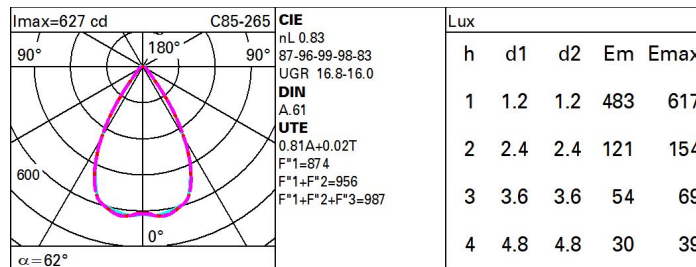 Imax=627 cd C85-265
90° 180° 90°
600
0°
α=62°
CIE
nL 0.83
87-96-99-98-83
UGR 16.8-16.0
DIN
A.61
UTE
0.81A+0.02T
F"1=874
F"1+F"2=956
F"1+F"2+F"3=987
Lux
h d1 d2 Em Emax
1 1.2 1.2 483 617
2 2.4 2.4 121 154
3 3.6 3.6 54 69
4 4.8 4.8 30 39